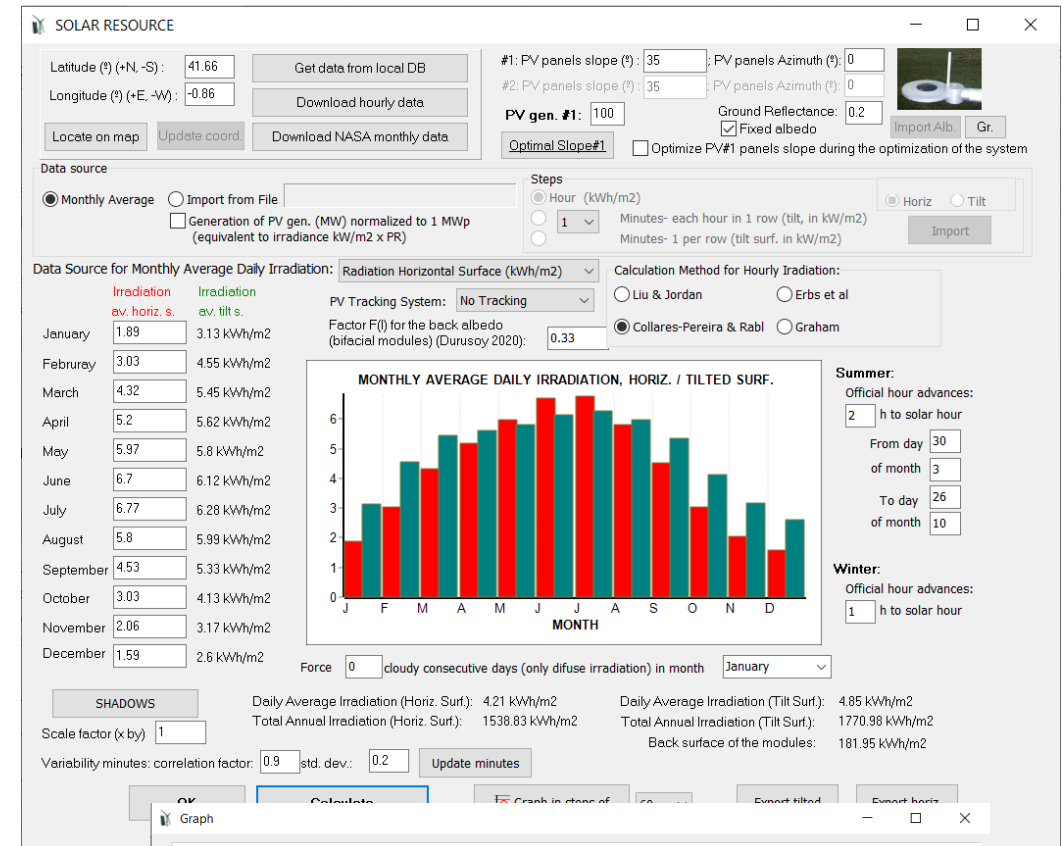 SOLAR RESOURCE
Latitude (º) (+N, -S) : 41.66 Get data from local DB
Longitude (º) (+E, -W) : -0.86 Download hourly data
Locate on map Update coord. Download NASA monthly data
#1: PV panels slope (º) : 35 ; PV panels Azimuth (º): 0
#2: PV panels slope (º) : 35 ; PV panels Azimuth (º): 0
PV gen. #1: 100 Ground Reflectance: 0.2
Fixed albedo Import Alb. Gr.
Optimal Slope#1 Optimize PV#1 panels slope during the optimization of the system
Data source
Monthly Average Import from File
Generation of PV gen. (MW) normalized to 1 MWp
(equivalent to irradiance kW/m2 x PR)
Steps
Hour (kWh/m2)
1 Minutes- each hour in 1 row (tilt, in kW/m2)
Minutes- 1 per row (tilt surf. in kW/m2)
Horiz Tilt
Import
Data Source for Monthly Average Daily Irradiation: Radiation Horizontal Surface (kWh/m2)
Irradiation Irradiation
av. horiz. s. av. tilt s.
PV Tracking System: No Tracking
Factor F(l) for the back albedo
(bifacial modules) (Durusoy 2020): 0.33
Calculation Method for Hourly Iradiation:
Liu & Jordan Erbs et al
Collares-Pereira & Rabl Graham
January 1.89 3.13 kWh/m2
Februray 3.03 4.55 kWh/m2
March 4.32 5.45 kWh/m2
April 5.2 5.62 kWh/m2
May 5.97 5.8 kWh/m2
June 6.7 6.12 kWh/m2
July 6.77 6.28 kWh/m2
August 5.8 5.99 kWh/m2
September 4.53 5.33 kWh/m2
October 3.03 4.13 kWh/m2
November 2.06 3.17 kWh/m2
December 1.59 2.6 kWh/m2
MONTHLY AVERAGE DAILY IRRADIATION, HORIZ. / TILTED SURF.
6
5
4
3
2
1
0
J F M A M J J A S O N D
MONTH
Summer:
Official hour advances:
2 h to solar hour
From day 30
of month 3
To day 26
of month 10
Winter:
Official hour advances:
1 h to solar hour
Force 0 cloudy consecutive days (only difuse irradiation) in month January
SHADOWS
Scale factor (x by) 1
Daily Average Irradiation (Horiz. Surf.): 4.21 kWh/m2
Total Annual Irradiation (Horiz. Surf.): 1538.83 kWh/m2
Daily Average Irradiation (Tilt Surf.): 4.85 kWh/m2
Total Annual Irradiation (Tilt Surf.): 1770.98 kWh/m2
Back surface of the modules: 181.95 kWh/m2
Variability minutes: correlation factor: 0.9 std. dev.: 0.2 Update minutes
OK Calculate Graph in steps of 60 Export tilted Export horiz
Graph